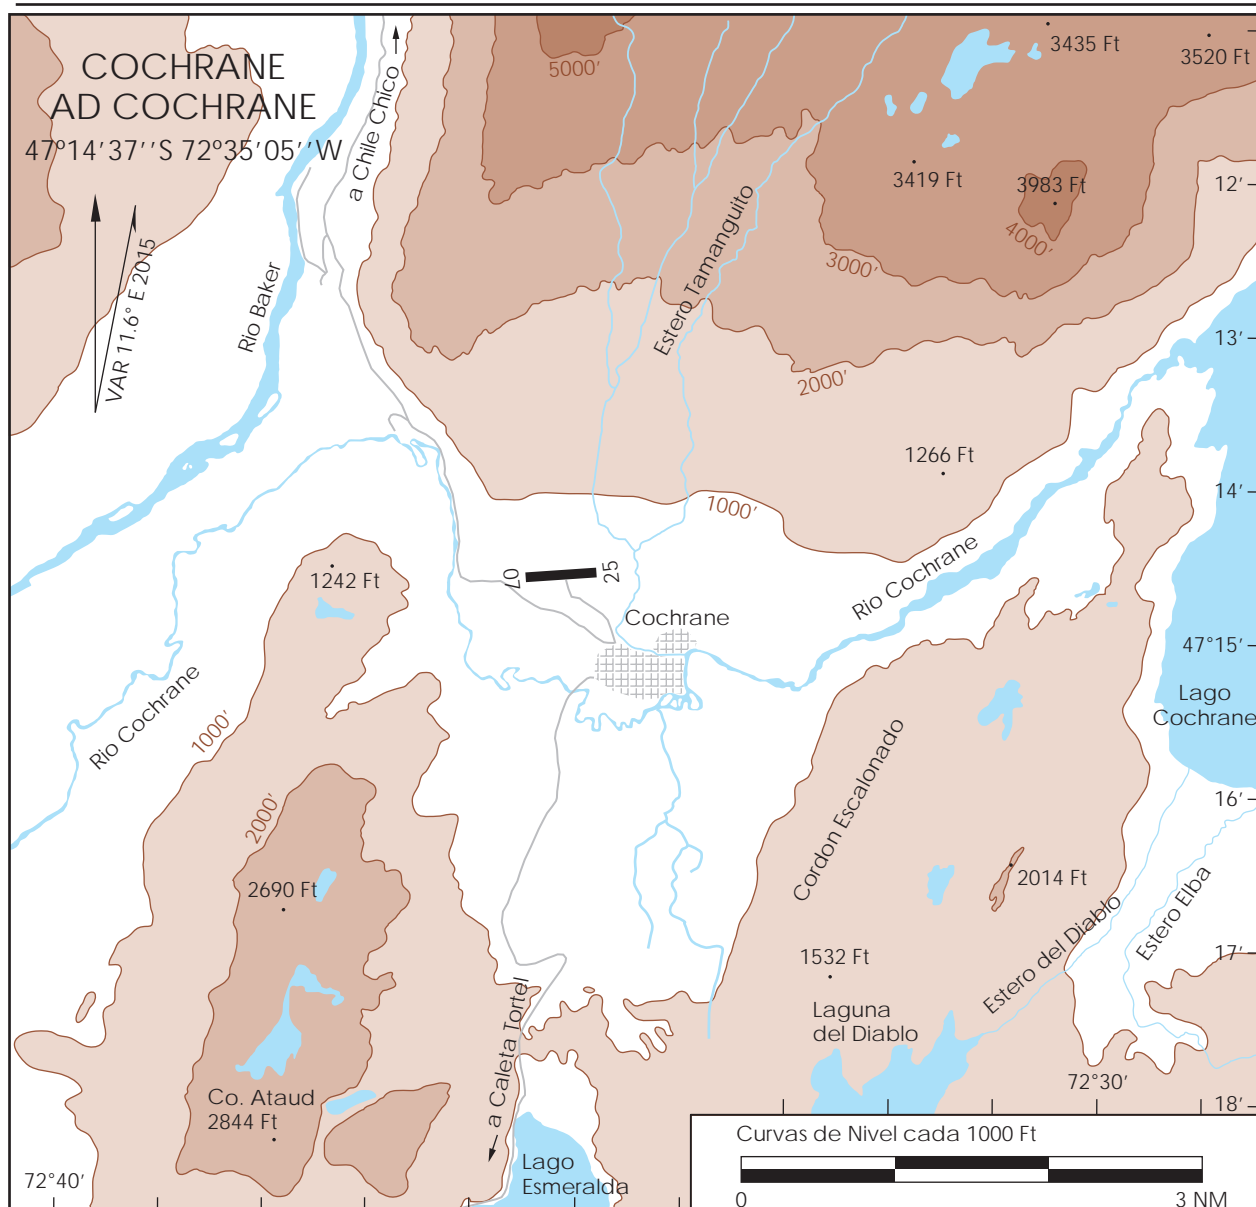 COCHRANE
AD COCHRANE
47°14'37''S 72º35'05''W
VAR 11.6° E 2015
a Chile Chico
Rio Baker
5000'
3435 Ft
3520 Ft
3419 Ft
3983 Ft
4000'
3000'
2000'
Estero Tamanguito
12'
13'
1266 Ft
14'
1000'
1242 Ft
07
25
Cochrane
Rio Cochrane
47°15'
Lago
Cochrane
Rio Cochrane
1000'
2000'
Cordon Escalonado
16'
2690 Ft
2014 Ft
Estero Elba
Estero del Diablo
1532 Ft
17'
Laguna
del Diablo
a Caleta Tortel
Co. Ataud
2844 Ft
72°30'
18'
72°40'
Lago
Esmeralda
Curvas de Nivel cada 1000 Ft
0
3 NM